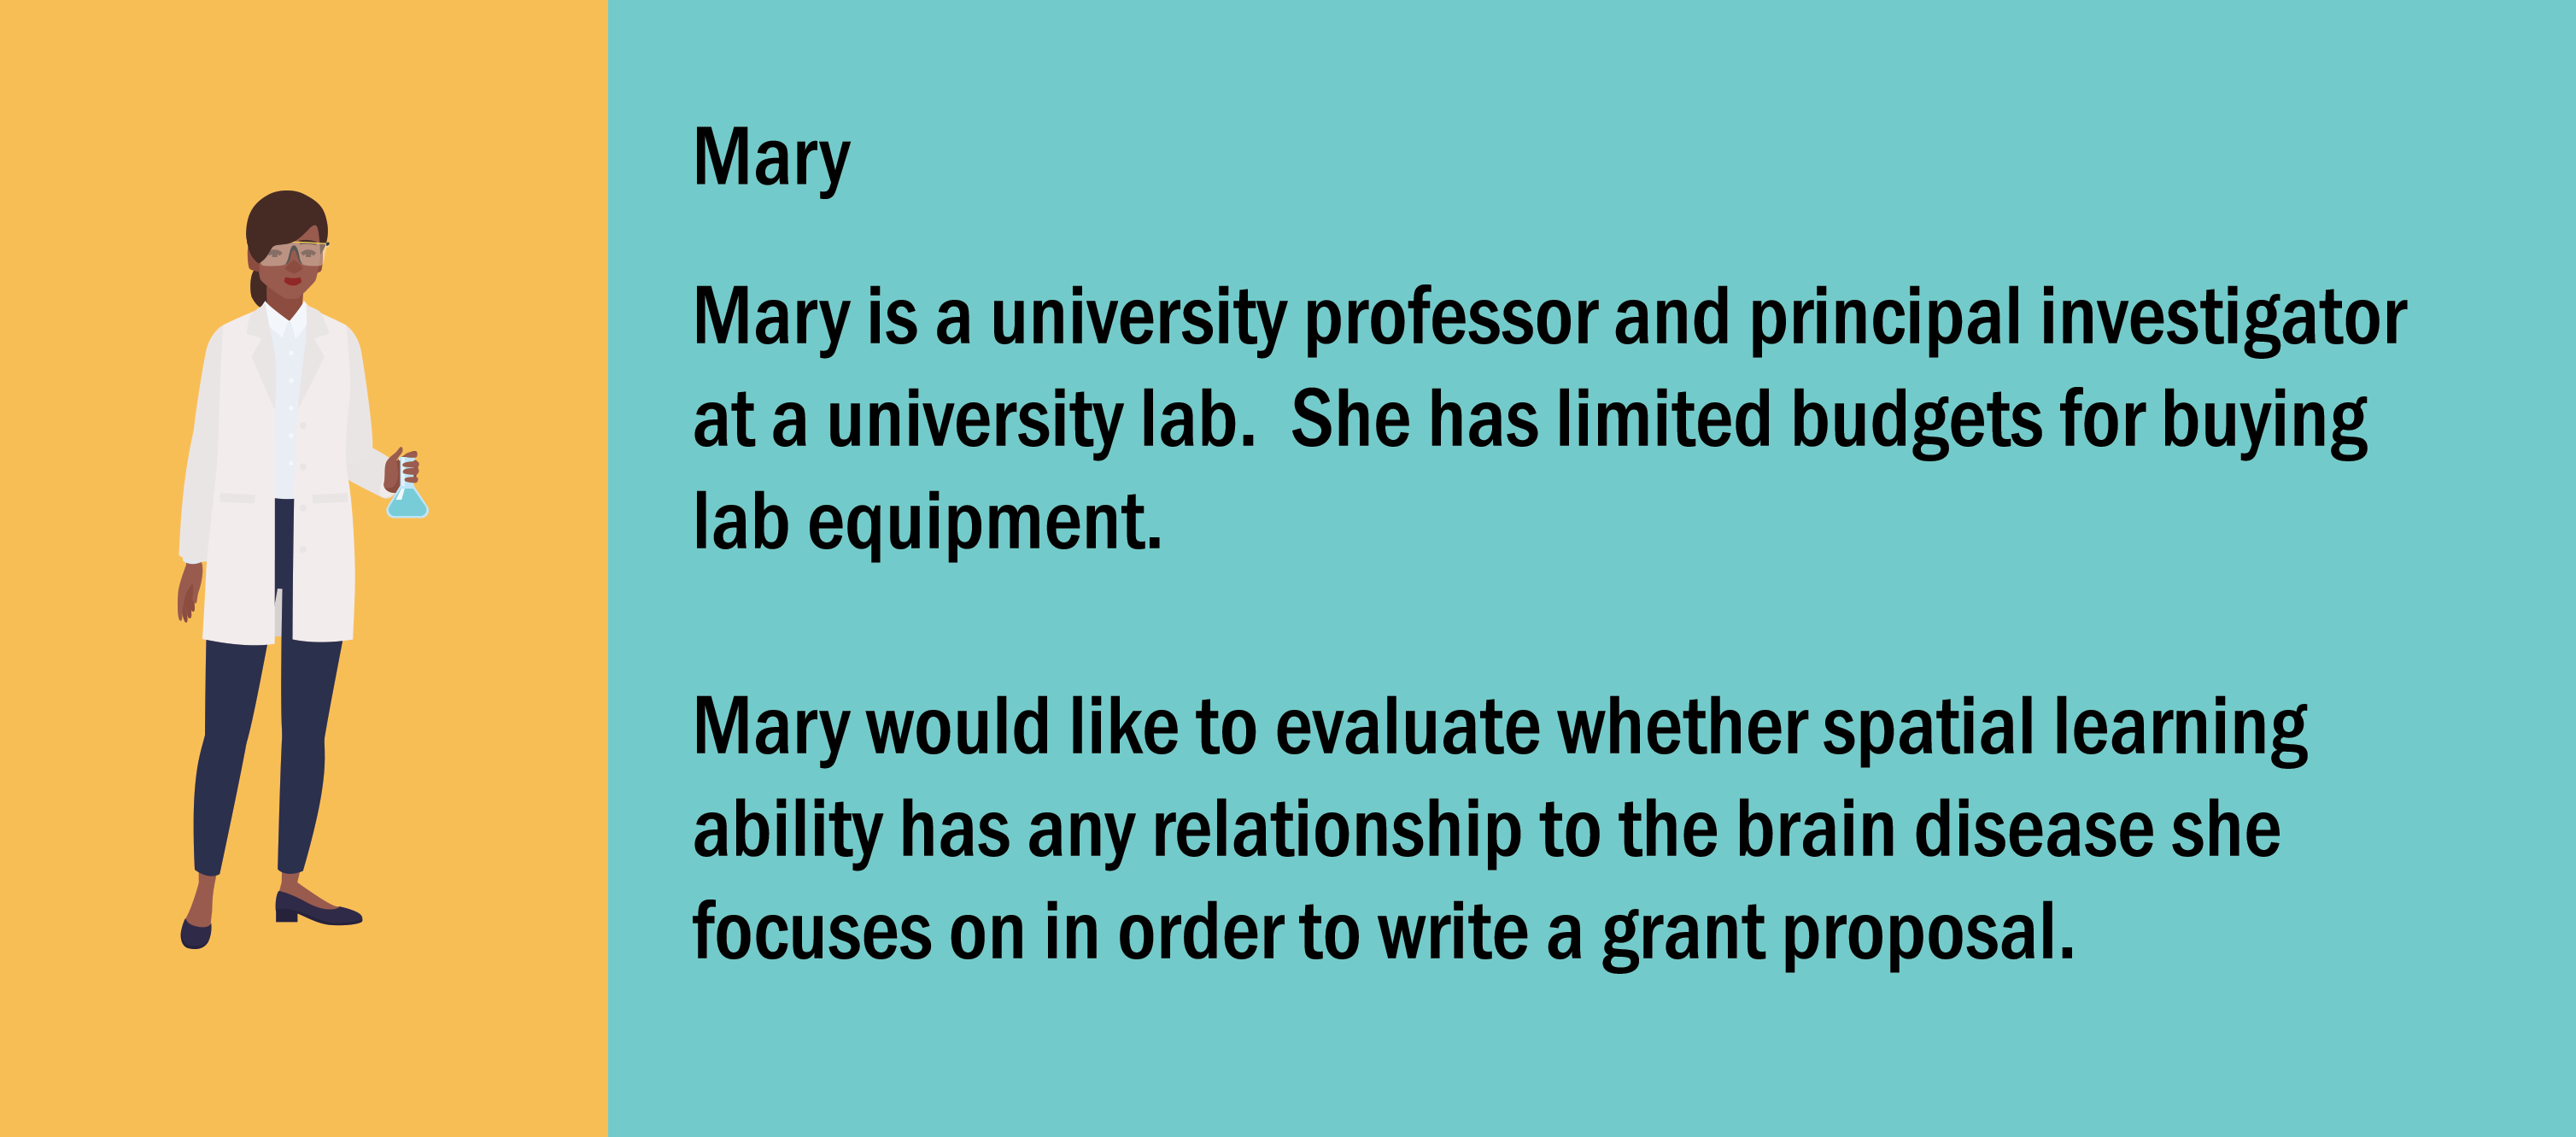 Mary
Mary is a university professor and principal investigator
at a university lab.  She has limited budgets for buying
lab equipment.
Mary would like to evaluate whether spatial learning
ability has any relationship to the brain disease she
focuses on in order to write a grant proposal.